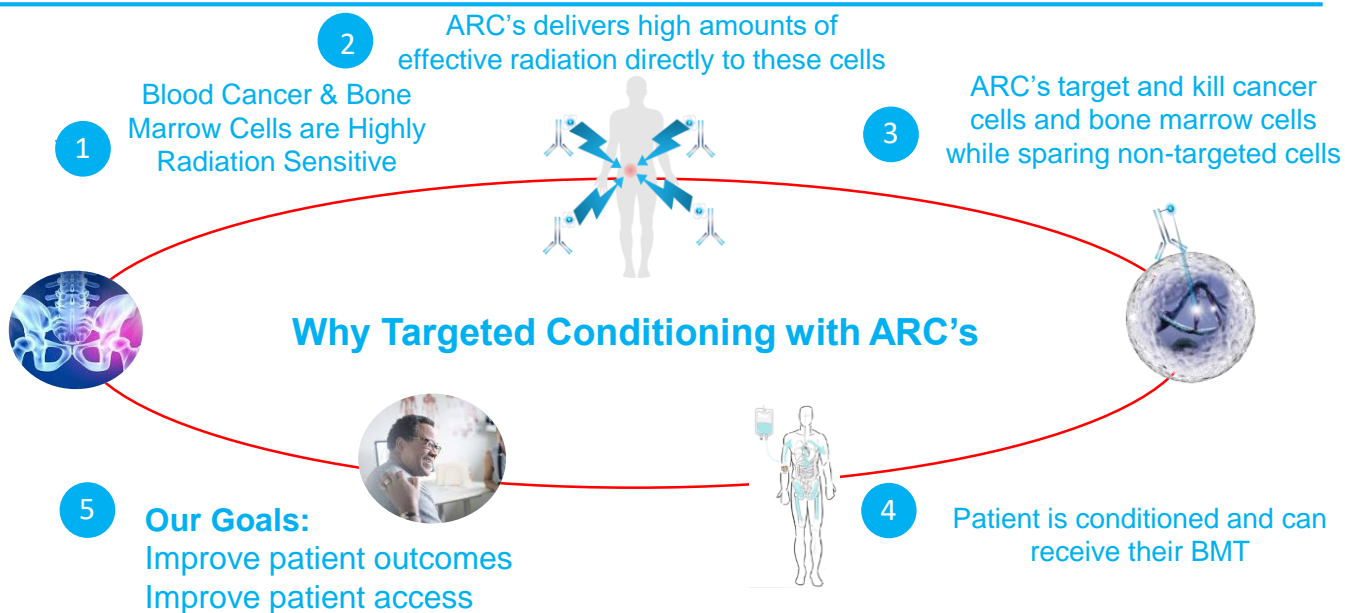 1
Blood Cancer & Bone
Marrow Cells are Highly
Radiation Sensitive
2
ARC’s delivers high amounts of
effective radiation directly to these cells
3
ARC’s target and kill cancer
cells and bone marrow cells
while sparing non-targeted cells
Why Targeted Conditioning with ARC’s
4
Patient is conditioned and can
receive their BMT
5
Our Goals:
Improve patient outcomes
Improve patient access